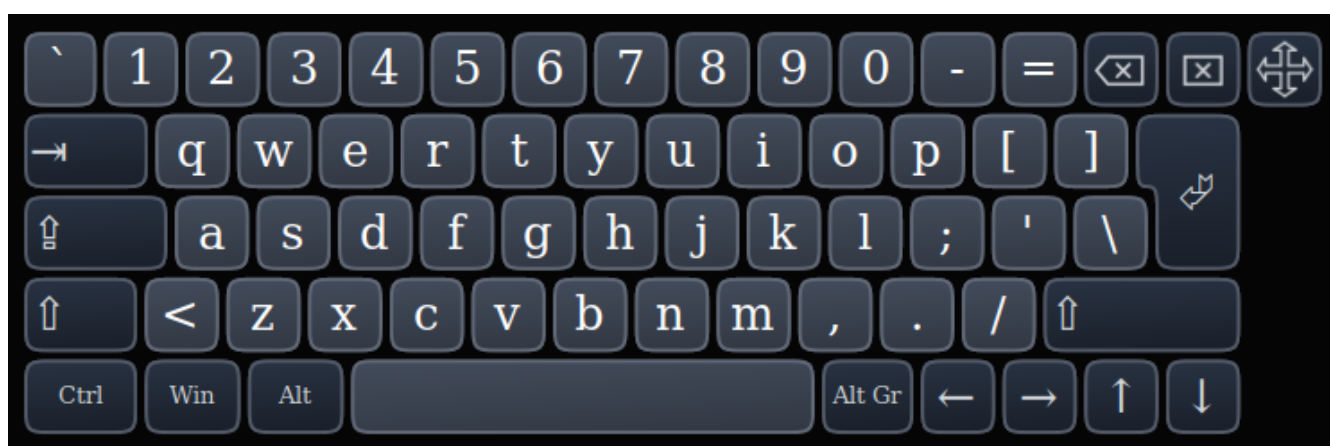 ` 1 2 3 4 5 6 7 8 9 0 - =
q w e r t y u i o p [ ]
a s d f g h j k l ; ' \
< z x c v b n m , . /
Ctrl Win Alt Alt Gr ← → ↑ ↓